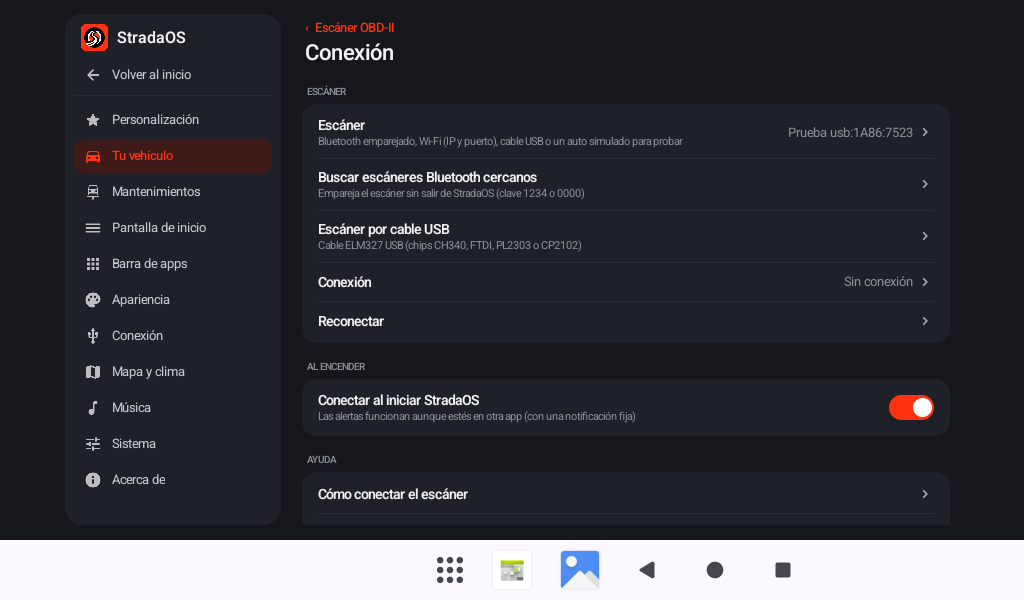 StradaOS
Volver al inicio
Personalización
Tu vehículo
Mantenimientos
Pantalla de inicio
Barra de apps
Apariencia
Conexión
Mapa y clima
Música
Sistema
Acerca de
‹ Escáner OBD-II
Conexión
ESCÁNER
Escáner
Bluetooth emparejado, Wi-Fi (IP y puerto), cable USB o un auto simulado para probar
Prueba usb:1A86:7523
Buscar escáneres Bluetooth cercanos
Empareja el escáner sin salir de StradaOS (clave 1234 o 0000)
Escáner por cable USB
Cable ELM327 USB (chips CH340, FTDI, PL2303 o CP2102)
Conexión
Sin conexión
Reconectar
AL ENCENDER
Conectar al iniciar StradaOS
Las alertas funcionan aunque estés en otra app (con una notificación fija)
AYUDA
Cómo conectar el escáner